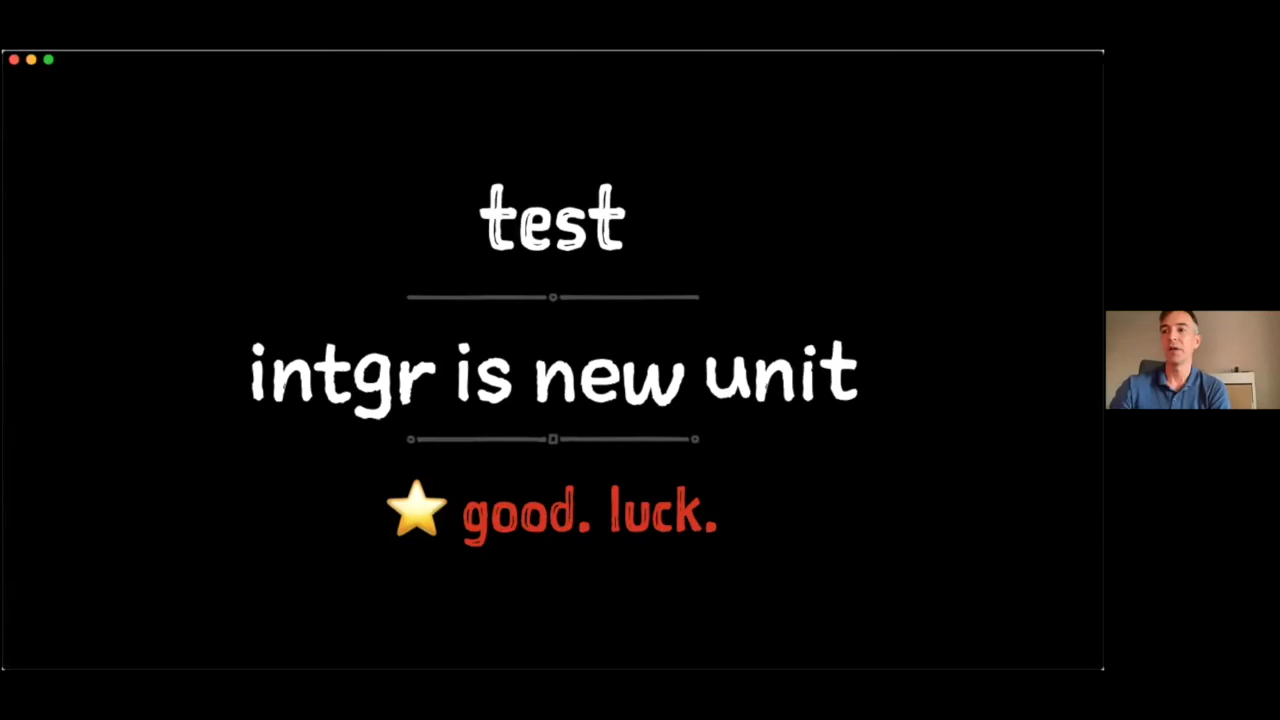 test
intgr is new unit
⭐ good. luck.